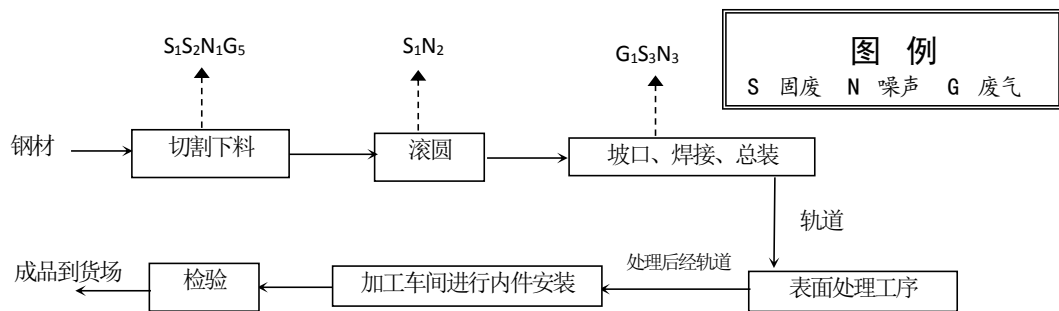 S₁S₂N₁G₅
S₁N₂
G₁S₃N₃
图 例
S 固废 N 噪声 G 废气
钢材
切割下料
滚圆
坡口、焊接、总装
轨道
成品到货场
检验
加工车间进行内件安装
处理后经轨道
表面处理工序